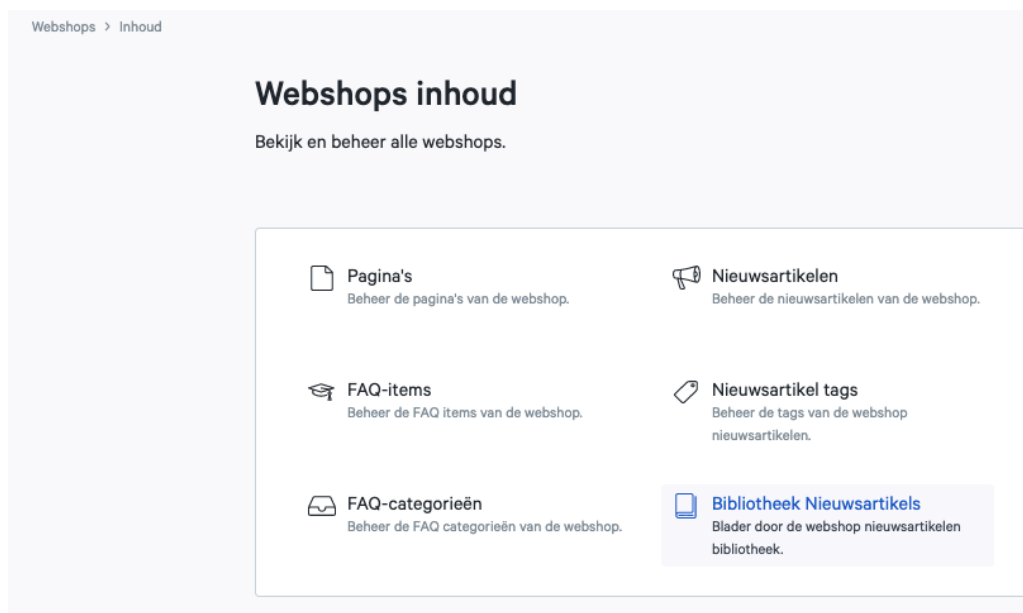 Webshops > Inhoud
Webshops inhoud
Bekijk en beheer alle webshops.
Pagina's
Beheer de pagina's van de webshop.
Nieuwsartikelen
Beheer de nieuwsartikelen van de webshop.
FAQ-items
Beheer de FAQ items van de webshop.
Nieuwsartikel tags
Beheer de tags van de webshop
nieuwsartikelen.
FAQ-categorieën
Beheer de FAQ categorieën van de webshop.
Bibliotheek Nieuwsartikels
Blader door de webshop nieuwsartikelen
bibliotheek.